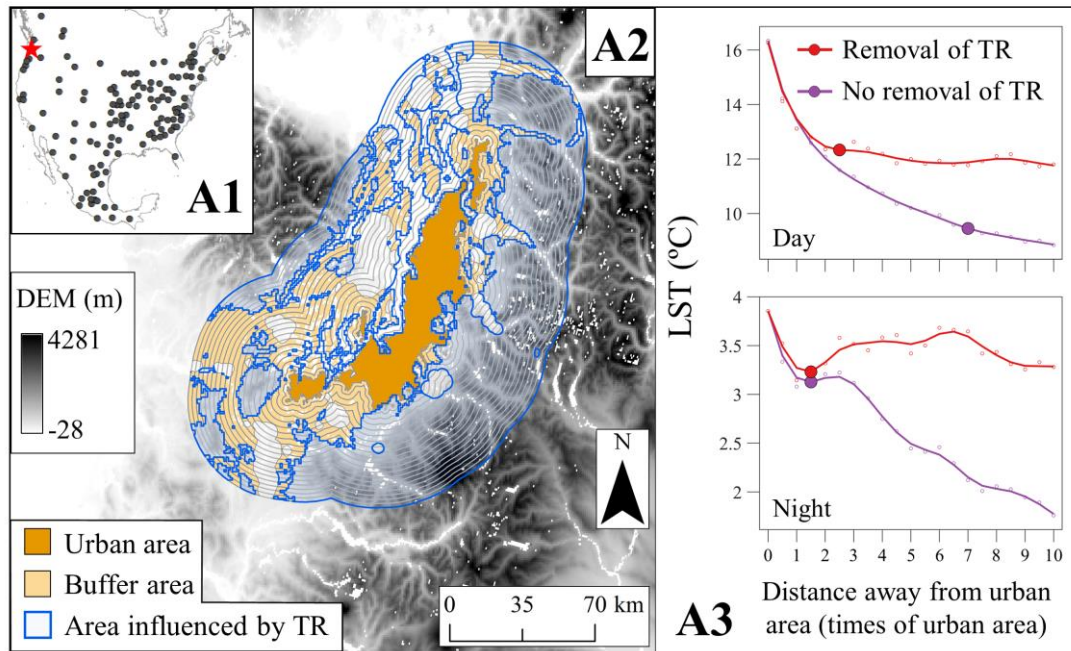 A1
A2
DEM (m)
4281
-28
N
Urban area
Buffer area
Area influenced by TR
0 35 70 km
LST (ºC)
16
14
12
10
Removal of TR
No removal of TR
Day
4
3.5
3
2.5
2
Night
0 1 2 3 4 5 6 7 8 9 10
A3
Distance away from urban
area (times of urban area)